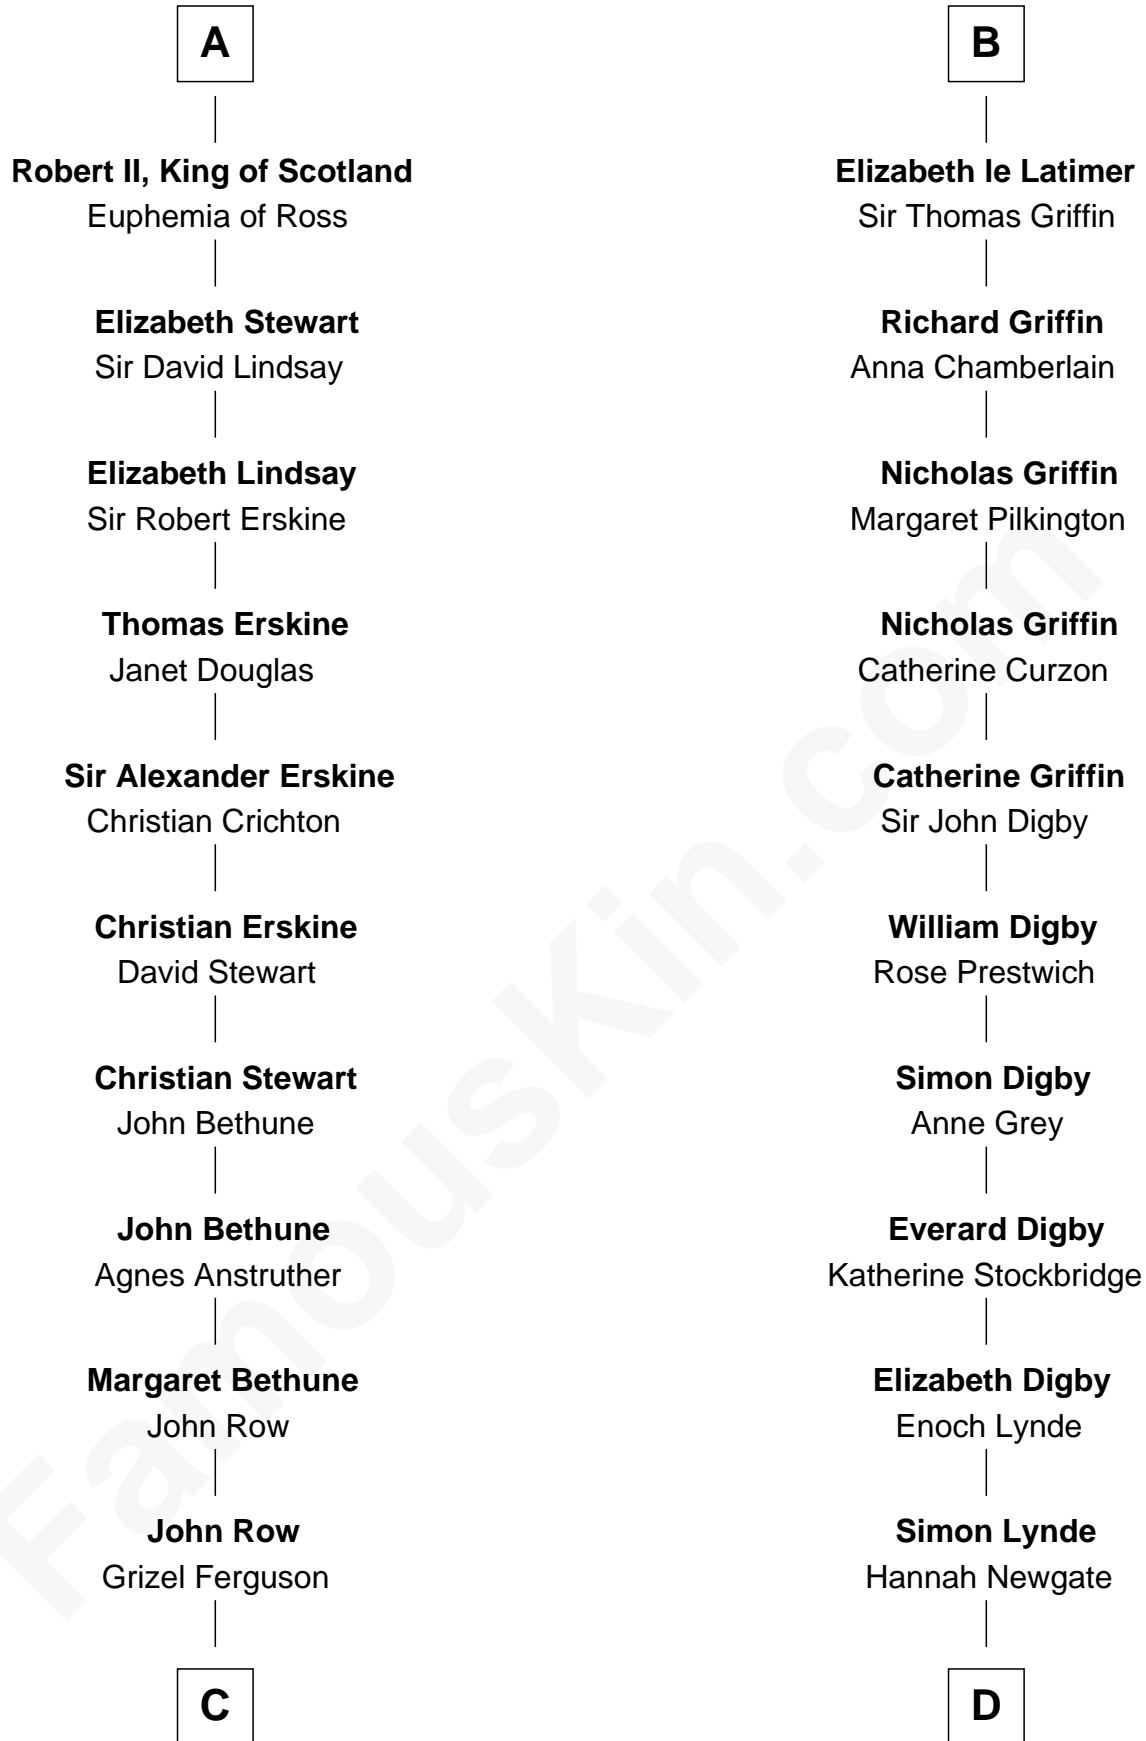 A
Robert II, King of Scotland
Euphemia of Ross
Elizabeth Stewart
Sir David Lindsay
Elizabeth Lindsay
Sir Robert Erskine
Thomas Erskine
Janet Douglas
Sir Alexander Erskine
Christian Crichton
Christian Erskine
David Stewart
Christian Stewart
John Bethune
John Bethune
Agnes Anstruther
Margaret Bethune
John Row
John Row
Grizel Ferguson
C
B
Elizabeth le Latimer
Sir Thomas Griffin
Richard Griffin
Anna Chamberlain
Nicholas Griffin
Margaret Pilkington
Nicholas Griffin
Catherine Curzon
Catherine Griffin
Sir John Digby
William Digby
Rose Prestwich
Simon Digby
Anne Grey
Everard Digby
Katherine Stockbridge
Elizabeth Digby
Enoch Lynde
Simon Lynde
Hannah Newgate
D
FamousKin.com